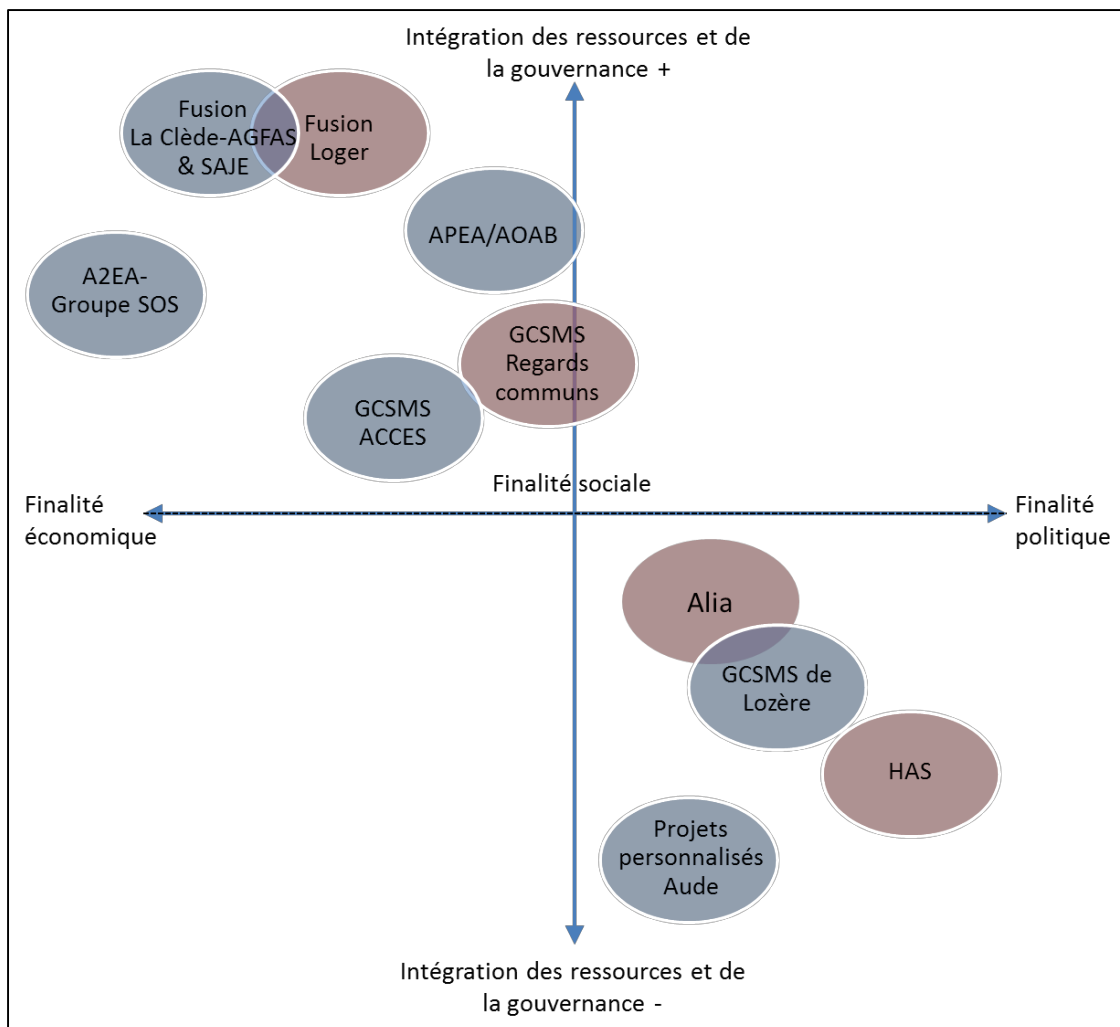 Intégration des ressources et de
la gouvernance +
Fusion
La Clède-AGFAS
& SAJE
Fusion
Loger
APEA/AOAB
A2EA-
Groupe SOS
GCSMS
Regards
communs
GCSMS
ACCES
Finalité sociale
Finalité
économique
Finalité
politique
Alia
GCSMS de
Lozère
HAS
Projets
personnalisés
Aude
Intégration des ressources et de
la gouvernance -